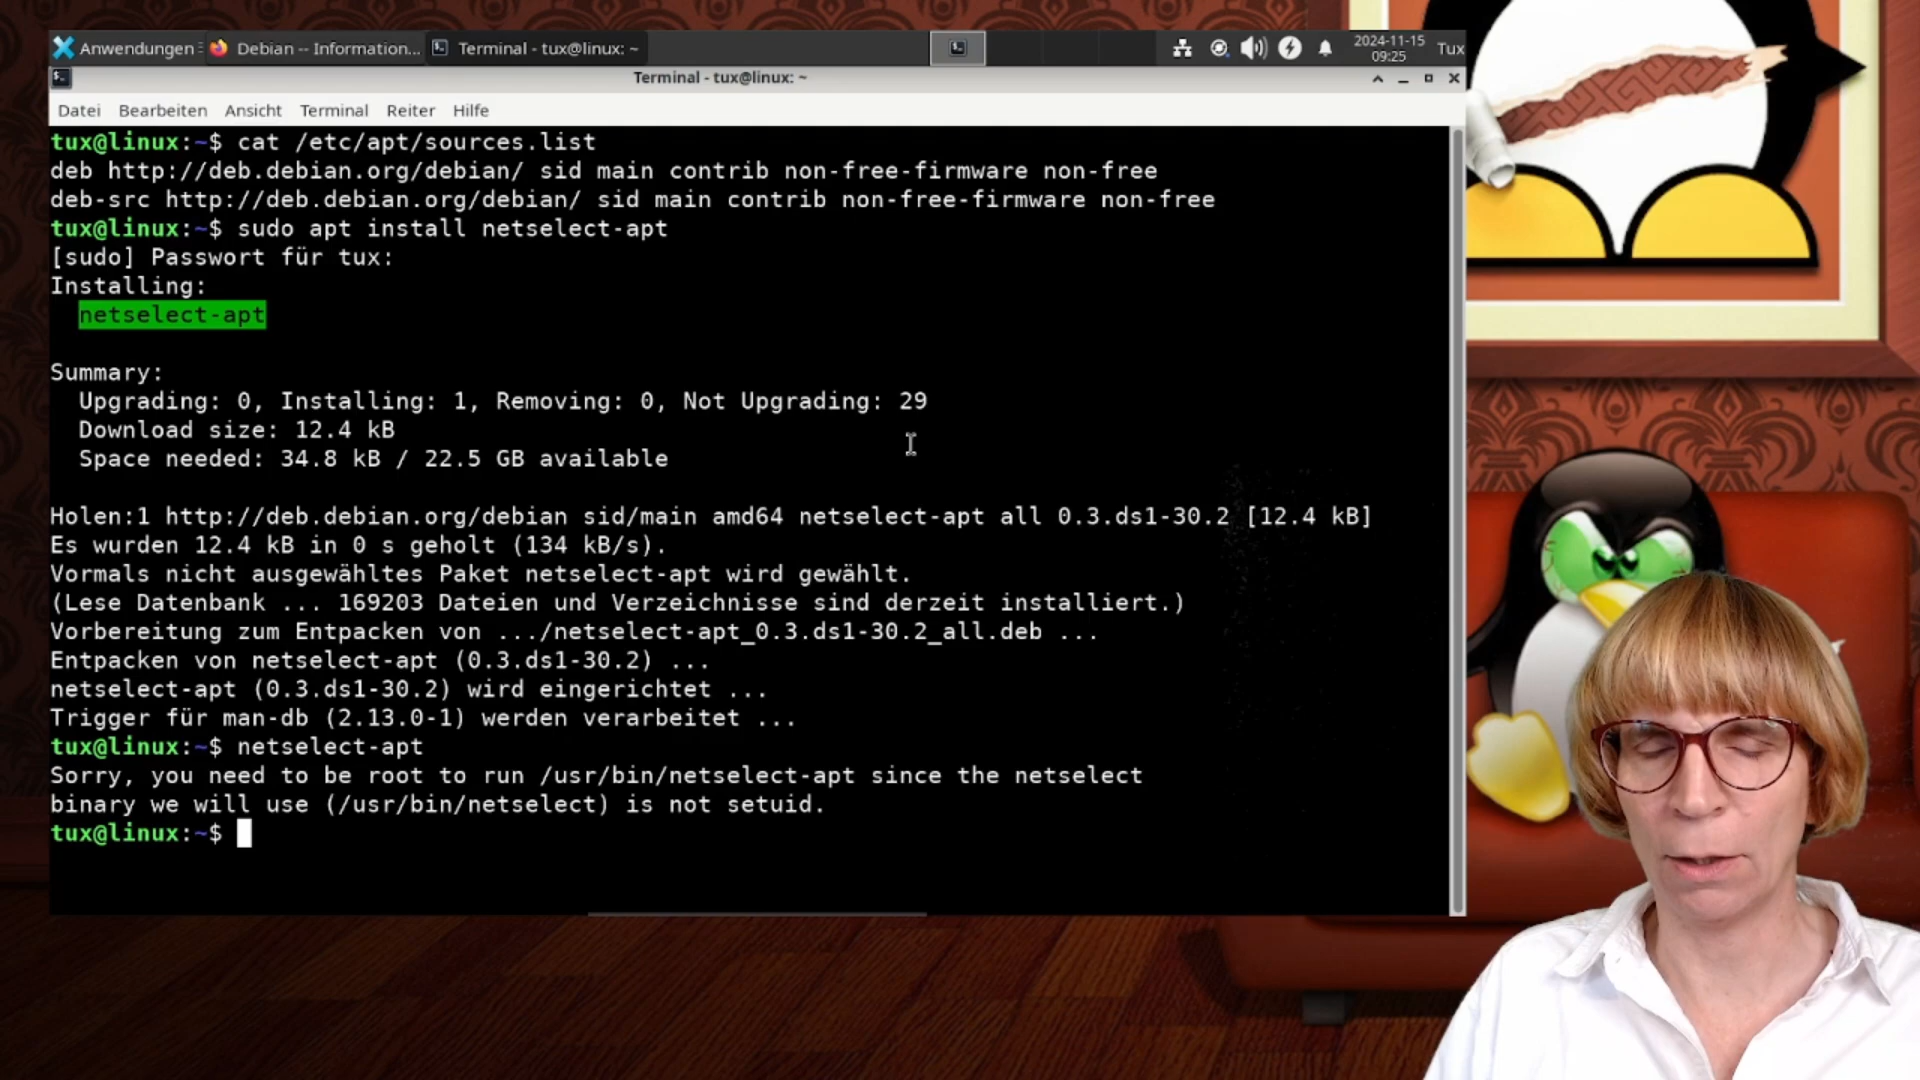 Anwendungen
Debian -- Information...
Terminal - tux@linux: ~
2024-11-15
09:25
Tux
Terminal - tux@linux: ~
Datei Bearbeiten Ansicht Terminal Reiter Hilfe
tux@linux:~$ cat /etc/apt/sources.list
deb http://deb.debian.org/debian/ sid main contrib non-free-firmware non-free
deb-src http://deb.debian.org/debian/ sid main contrib non-free-firmware non-free
tux@linux:~$ sudo apt install netselect-apt
[sudo] Passwort für tux:
Installing:
netselect-apt
Summary:
Upgrading: 0, Installing: 1, Removing: 0, Not Upgrading: 29
Download size: 12.4 kB
Space needed: 34.8 kB / 22.5 GB available
Holen:1 http://deb.debian.org/debian sid/main amd64 netselect-apt all 0.3.ds1-30.2 [12.4 kB]
Es wurden 12.4 kB in 0 s geholt (134 kB/s).
Vormals nicht ausgewähltes Paket netselect-apt wird gewählt.
(Lese Datenbank ... 169203 Dateien und Verzeichnisse sind derzeit installiert.)
Vorbereitung zum Entpacken von .../netselect-apt_0.3.ds1-30.2_all.deb ...
Entpacken von netselect-apt (0.3.ds1-30.2) ...
netselect-apt (0.3.ds1-30.2) wird eingerichtet ...
Trigger für man-db (2.13.0-1) werden verarbeitet ...
tux@linux:~$ netselect-apt
Sorry, you need to be root to run /usr/bin/netselect-apt since the netselect
binary we will use (/usr/bin/netselect) is not setuid.
tux@linux:~$